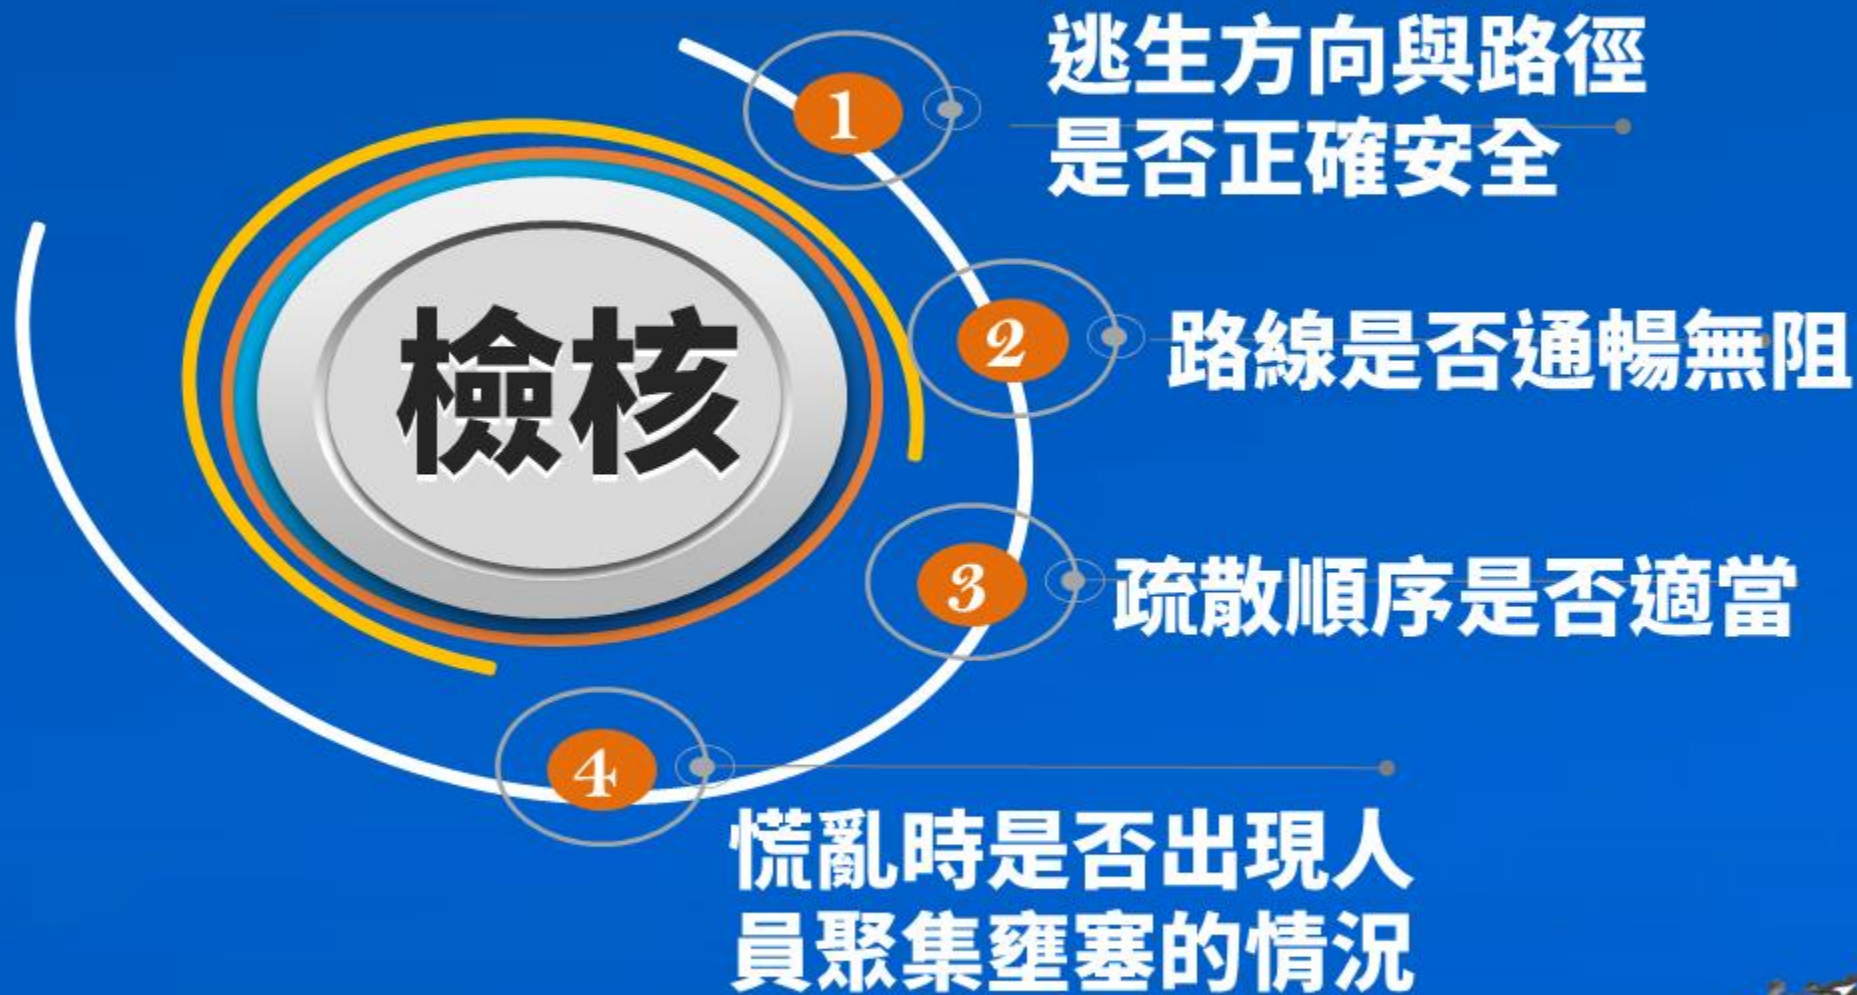 檢核
1
逃生方向與路徑
是否正確安全
2
路線是否通暢無阻
3
疏散順序是否適當
4
慌亂時是否出現人
員聚集壅塞的情況